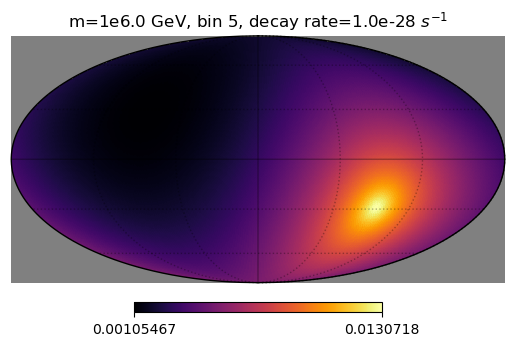 m=1e6.0 GeV, bin 5, decay rate=1.0e-28 $s^{-1}$
0.00105467
0.0130718